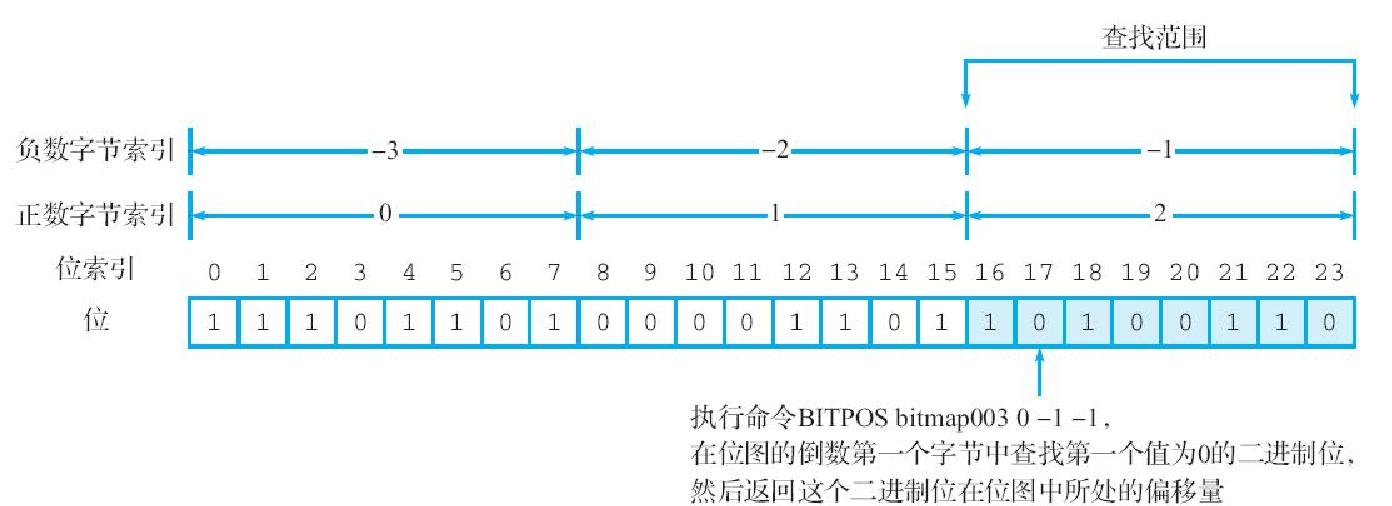 查找范围
负数字节索引 -3 -2 -1
正数字节索引 0 1 2
位索引 0 1 2 3 4 5 6 7 8 9 10 11 12 13 14 15 16 17 18 19 20 21 22 23
位 1 1 1 0 1 1 0 1 0 0 0 0 1 1 0 1 1 0 1 0 0 1 1 0
执行命令BITPOS bitmap003 0 -1 -1，
在位图的倒数第一个字节中查找第一个值为0的二进制位，
然后返回这个二进制位在位图中所处的偏移量